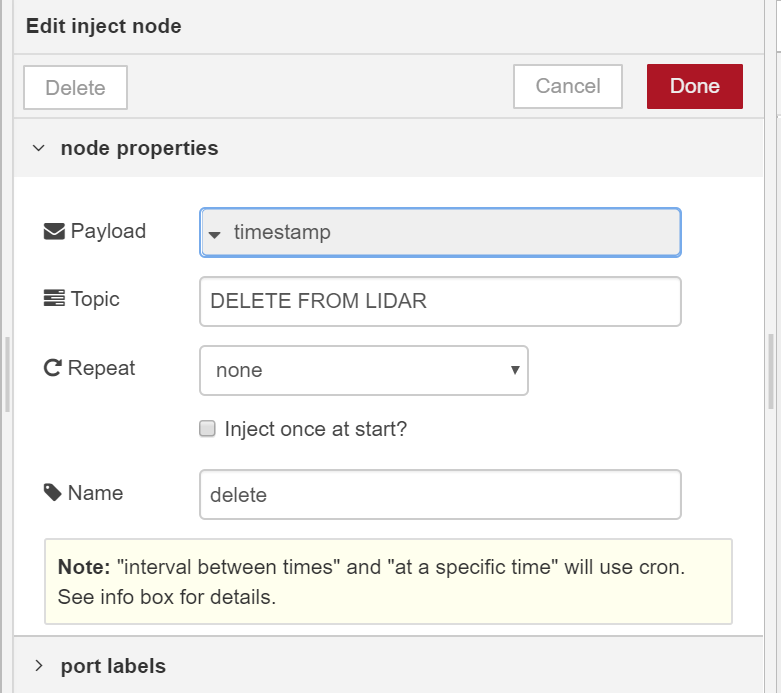 Edit inject node
Delete
Cancel
Done
node properties
Payload
timestamp
Topic
DELETE FROM LIDAR
Repeat
none
Inject once at start?
Name
delete
Note: "interval between times" and "at a specific time" will use cron.
See info box for details.
port labels